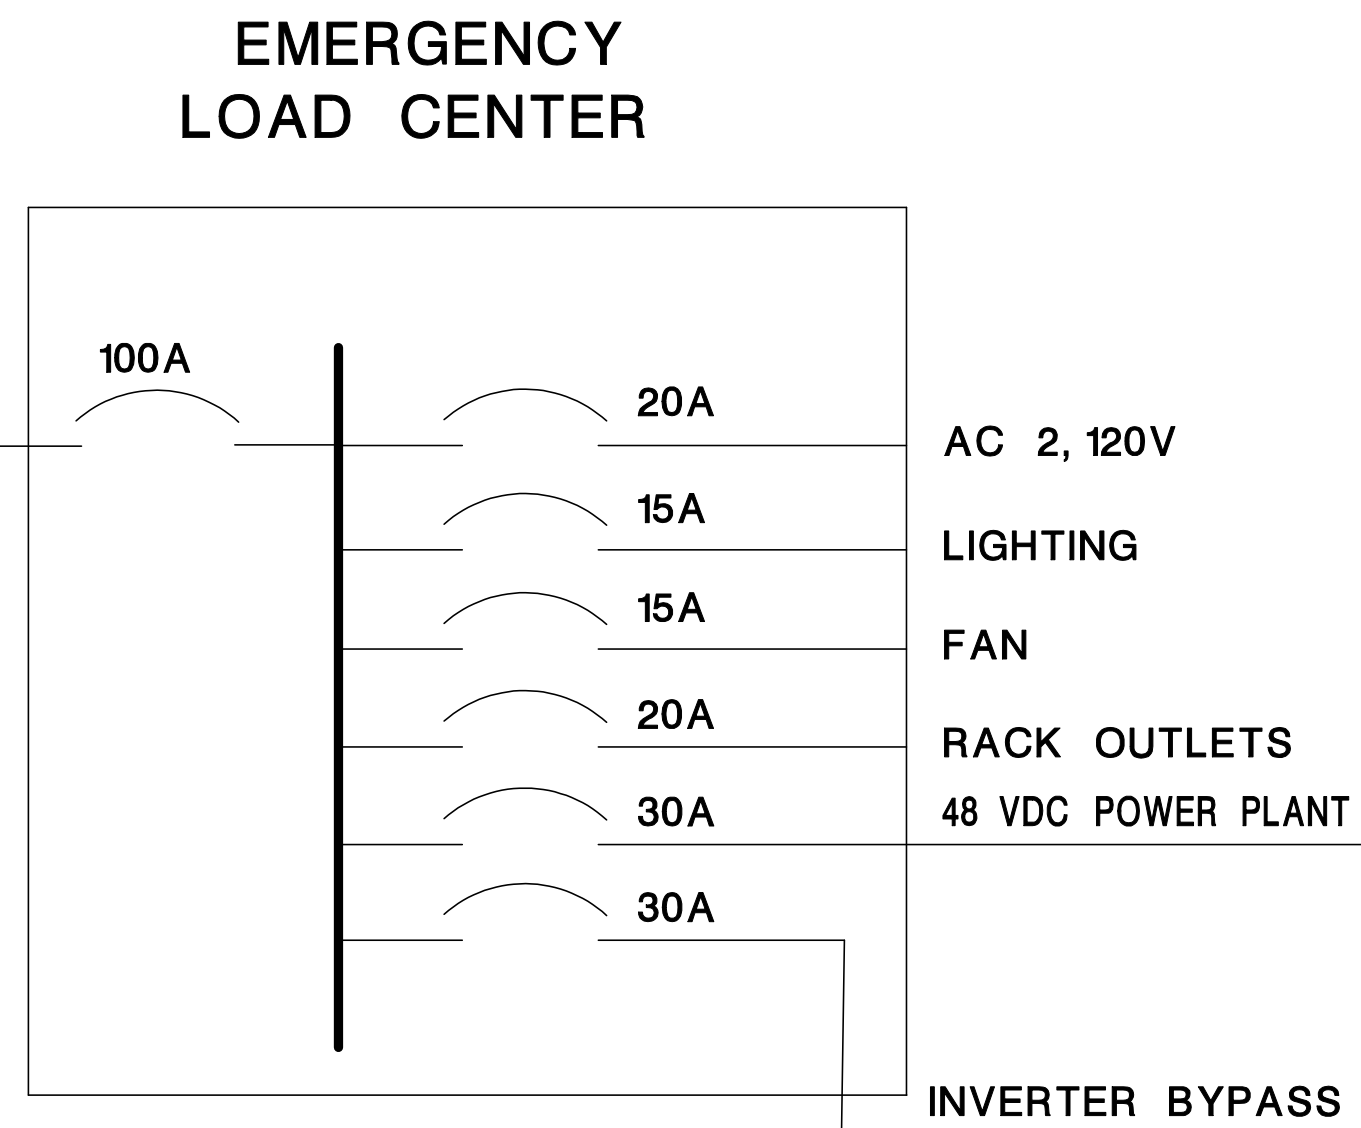 EMERGENCY
LOAD CENTER
100A
20A
AC 2, 120V
15A
LIGHTING
15A
FAN
20A
RACK OUTLETS
30A
48 VDC POWER PLANT
30A
INVERTER BYPASS